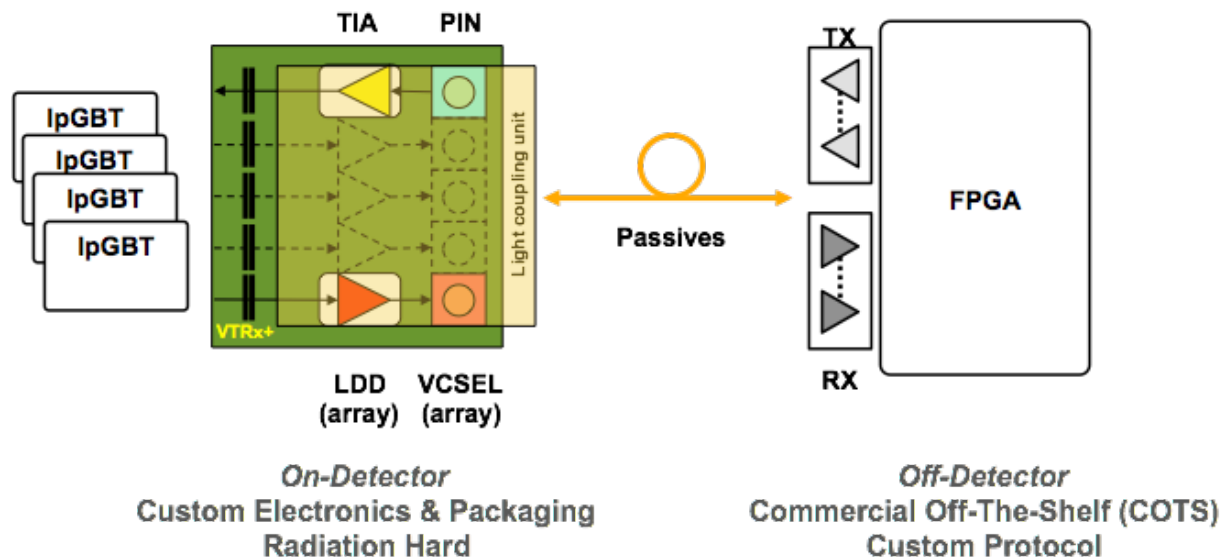 TIA
PIN
TX
lpGBT
lpGBT
lpGBT
lpGBT
Light coupling unit
VTRx+
Passives
FPGA
RX
LDD
(array)
VCSEL
(array)
On-Detector
Custom Electronics & Packaging
Radiation Hard
Off-Detector
Commercial Off-The-Shelf (COTS)
Custom Protocol